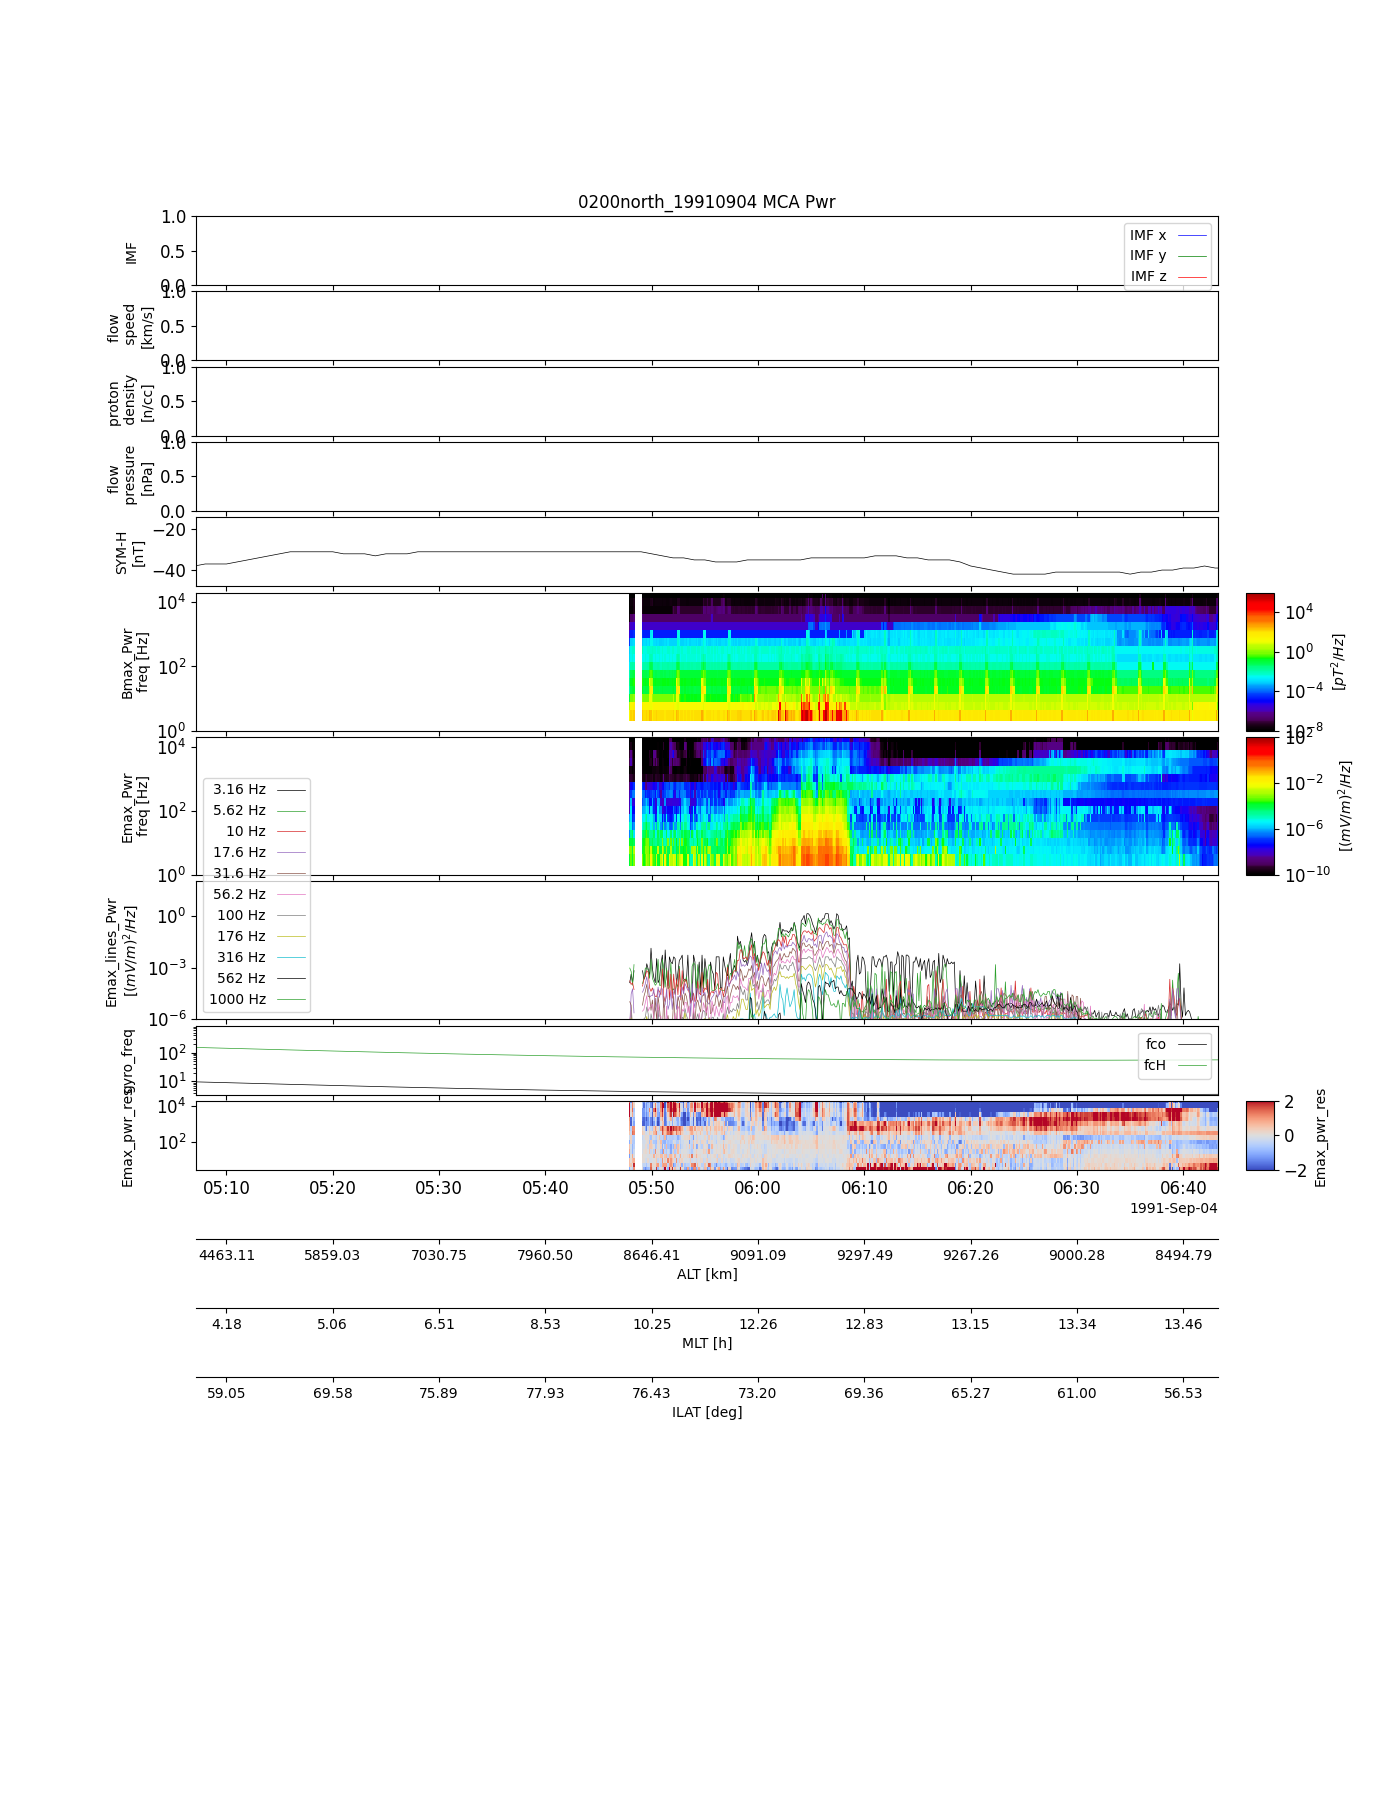 0200north_19910904 MCA Pwr
1.0
0.5
0.0
IMF
IMF x
IMF y
IMF z
1.0
0.5
0.0
flow
speed
[km/s]
1.0
0.5
0.0
proton
density
[n/cc]
1.0
0.5
0.0
flow
pressure
[nPa]
−20
−40
SYM-H
[nT]
10^4
10^2
10^0
Bmax_Pwr
freq [Hz]
10^4
10^0
10^−4
10^−8
[pT^2/Hz]
10^4
10^2
10^0
Emax_Pwr
freq [Hz]
10^2
10^−2
10^−6
10^−10
[(mV/m)^2/Hz]
3.16 Hz
5.62 Hz
10 Hz
17.6 Hz
31.6 Hz
56.2 Hz
100 Hz
176 Hz
316 Hz
562 Hz
1000 Hz
10^0
10^−3
10^−6
Emax_lines_Pwr
[(mV/m)^2/Hz]
10^2
10^1
gyro_freq
fco
fcH
10^4
10^2
Emax_pwr_res
2
0
−2
Emax_pwr_res
05:10 05:20 05:30 05:40 05:50 06:00 06:10 06:20 06:30 06:40
1991-Sep-04
4463.11 5859.03 7030.75 7960.50 8646.41 9091.09 9297.49 9267.26 9000.28 8494.79
ALT [km]
4.18 5.06 6.51 8.53 10.25 12.26 12.83 13.15 13.34 13.46
MLT [h]
59.05 69.58 75.89 77.93 76.43 73.20 69.36 65.27 61.00 56.53
ILAT [deg]